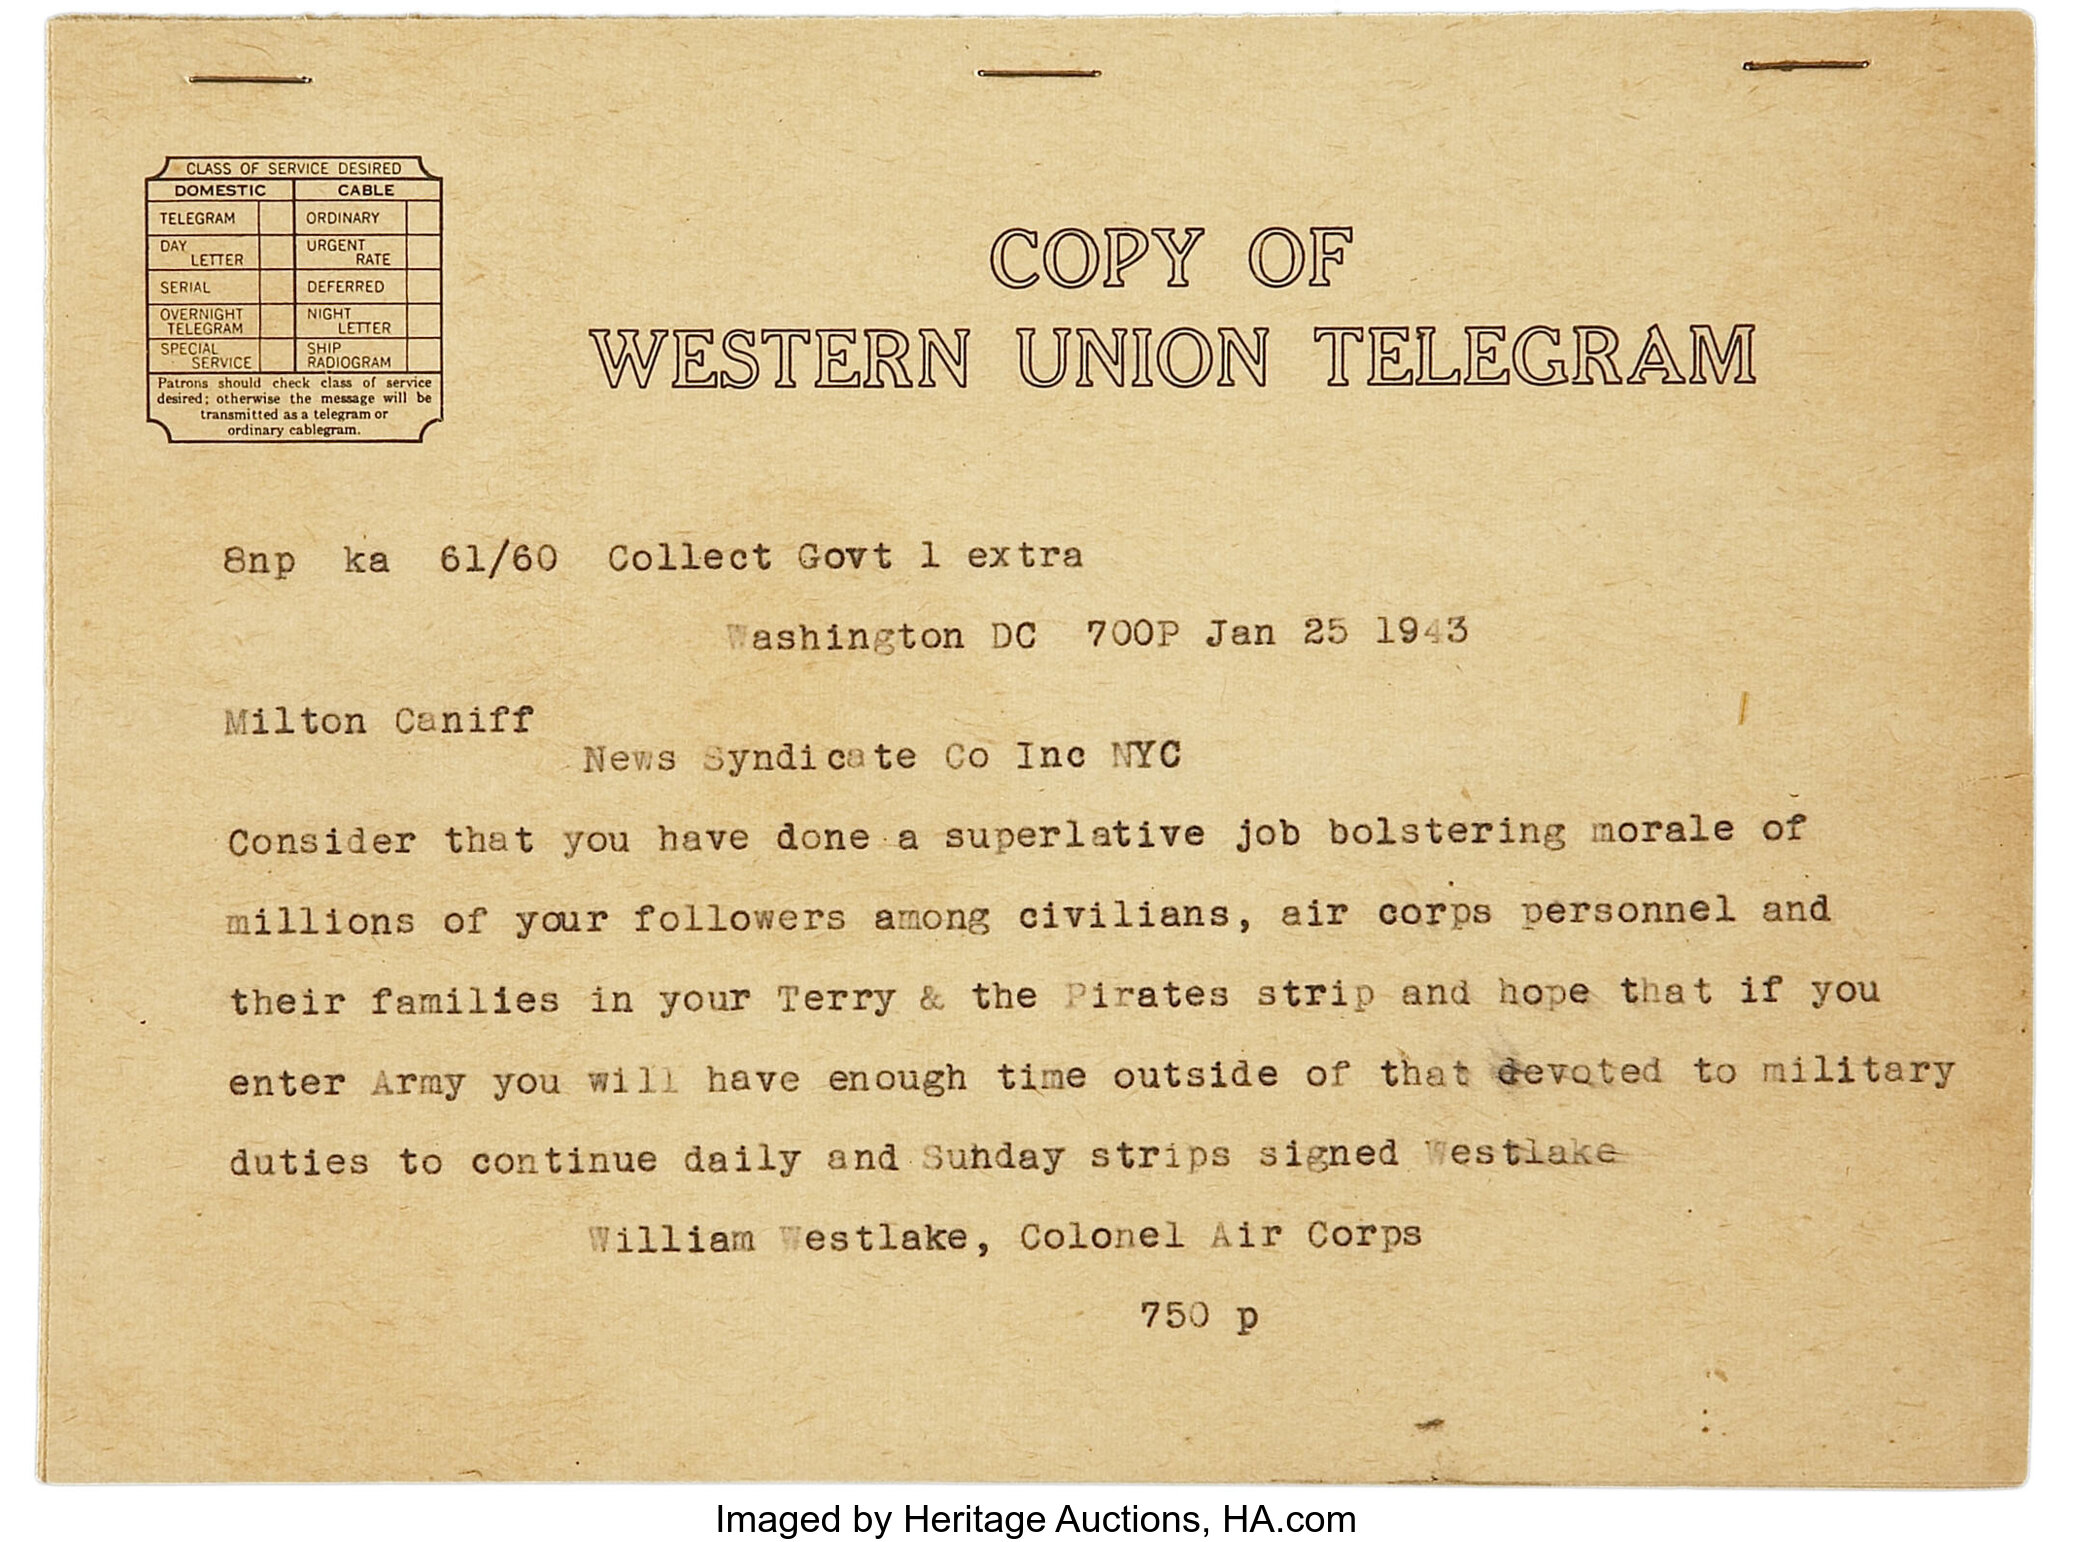 CLASS OF SERVICE DESIRED
DOMESTIC CABLE
TELEGRAM ORDINARY
DAY LETTER URGENT RATE
SERIAL DEFERRED
OVERNIGHT TELEGRAM NIGHT LETTER
SPECIAL SERVICE SHIP RADIOGRAM
Patrons should check class of service
desired; otherwise the message will be
transmitted as a telegram or
ordinary cablegram.
COPY OF
WESTERN UNION TELEGRAM
8np ka 61/60 Collect Govt 1 extra
Washington DC 700P Jan 25 1943
Milton Caniff
News Syndicate Co Inc NYC
Consider that you have done a superlative job bolstering morale of
millions of your followers among civilians, air corps personnel and
their families in your Terry & the Pirates strip and hope that if you
enter Army you will have enough time outside of that devoted to military
duties to continue daily and Sunday strips signed Westlake
William Westlake, Colonel Air Corps
750 p
Imaged by Heritage Auctions, HA.com